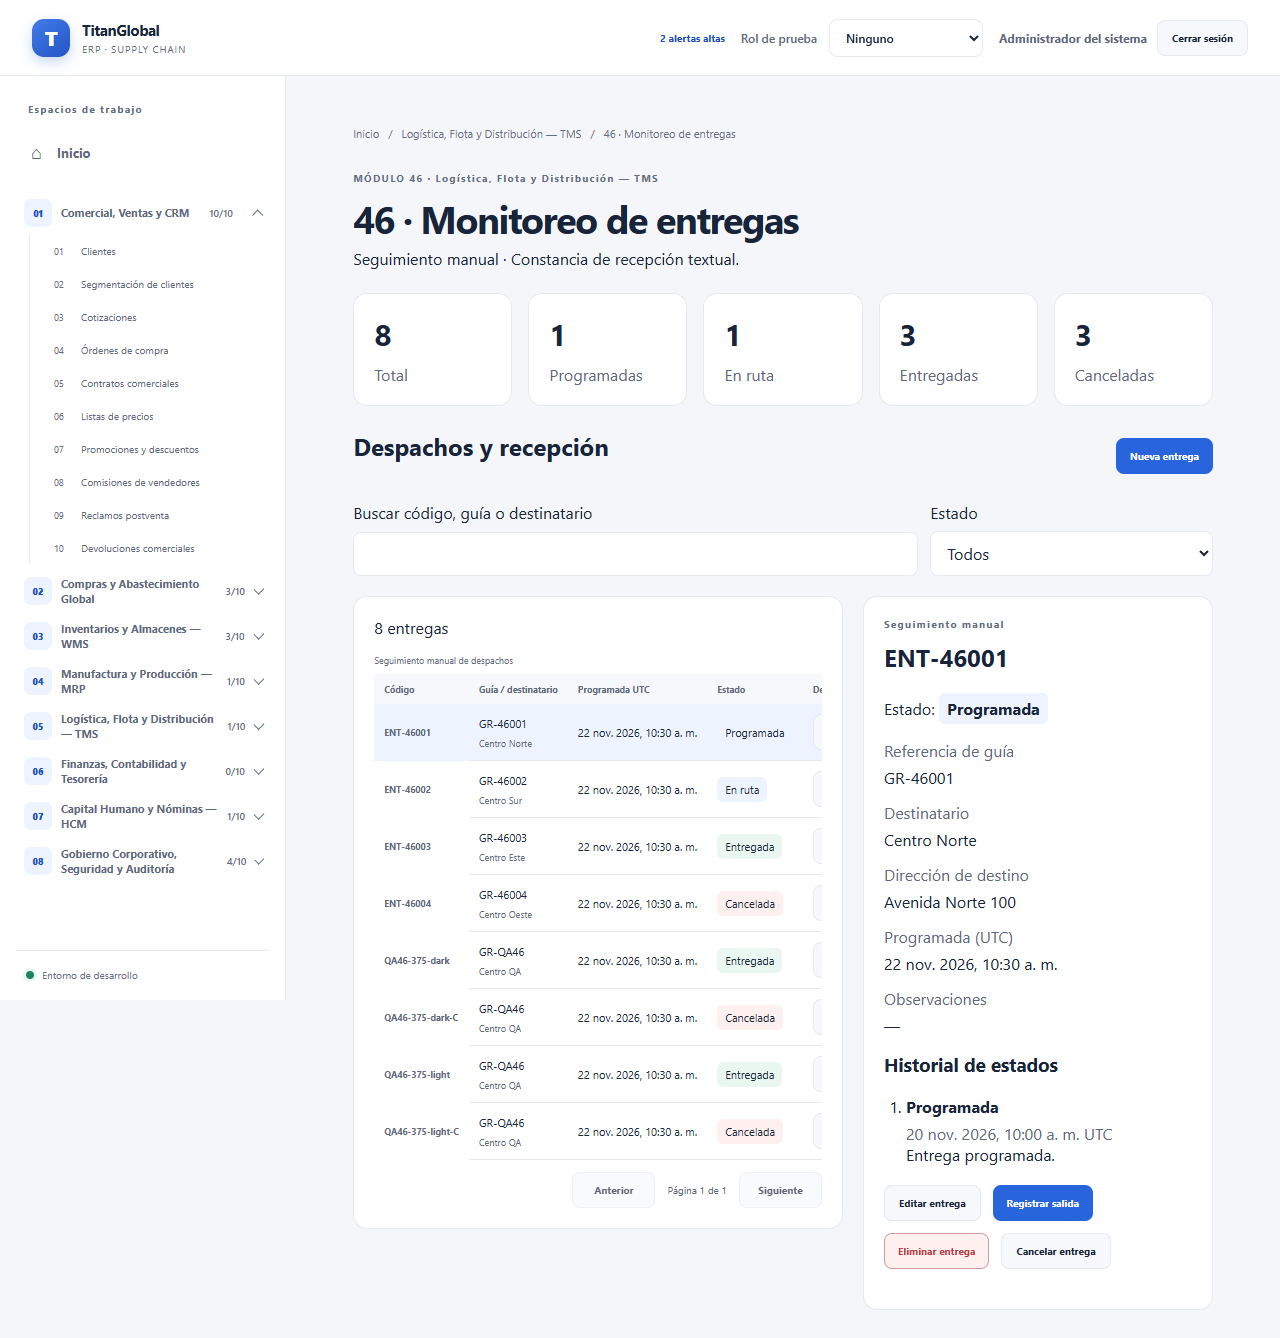 T
TitanGlobal
ERP · SUPPLY CHAIN
2 alertas altas
Rol de prueba
Ninguno
Administrador del sistema
Cerrar sesión
Espacios de trabajo
Inicio
01 Comercial, Ventas y CRM 10/10
01 Clientes
02 Segmentación de clientes
03 Cotizaciones
04 Órdenes de compra
05 Contratos comerciales
06 Listas de precios
07 Promociones y descuentos
08 Comisiones de vendedores
09 Reclamos postventa
10 Devoluciones comerciales
02 Compras y Abastecimiento Global 3/10
03 Inventarios y Almacenes — WMS 3/10
04 Manufactura y Producción — MRP 1/10
05 Logística, Flota y Distribución — TMS 1/10
06 Finanzas, Contabilidad y Tesorería 0/10
07 Capital Humano y Nóminas — HCM 1/10
08 Gobierno Corporativo, Seguridad y Auditoría 4/10
Entorno de desarrollo
Inicio / Logística, Flota y Distribución — TMS / 46 · Monitoreo de entregas
MÓDULO 46 · Logística, Flota y Distribución — TMS
46 · Monitoreo de entregas
Seguimiento manual · Constancia de recepción textual.
8
Total
1
Programadas
1
En ruta
3
Entregadas
3
Canceladas
Despachos y recepción
Nueva entrega
Buscar código, guía o destinatario
Estado
Todos
8 entregas
Seguimiento manual de despachos
Código Guía / destinatario Programada UTC Estado De
ENT-46001 GR-46001 Centro Norte 22 nov. 2026, 10:30 a. m. Programada
ENT-46002 GR-46002 Centro Sur 22 nov. 2026, 10:30 a. m. En ruta
ENT-46003 GR-46003 Centro Este 22 nov. 2026, 10:30 a. m. Entregada
ENT-46004 GR-46004 Centro Oeste 22 nov. 2026, 10:30 a. m. Cancelada
QA46-375-dark GR-QA46 Centro QA 22 nov. 2026, 10:30 a. m. Entregada
QA46-375-dark-C GR-QA46 Centro QA 22 nov. 2026, 10:30 a. m. Cancelada
QA46-375-light GR-QA46 Centro QA 22 nov. 2026, 10:30 a. m. Entregada
QA46-375-light-C GR-QA46 Centro QA 22 nov. 2026, 10:30 a. m. Cancelada
Anterior Página 1 de 1 Siguiente
Seguimiento manual
ENT-46001
Estado: Programada
Referencia de guía
GR-46001
Destinatario
Centro Norte
Dirección de destino
Avenida Norte 100
Programada (UTC)
22 nov. 2026, 10:30 a. m.
Observaciones
—
Historial de estados
1. Programada
20 nov. 2026, 10:00 a. m. UTC
Entrega programada.
Editar entrega
Registrar salida
Eliminar entrega
Cancelar entrega